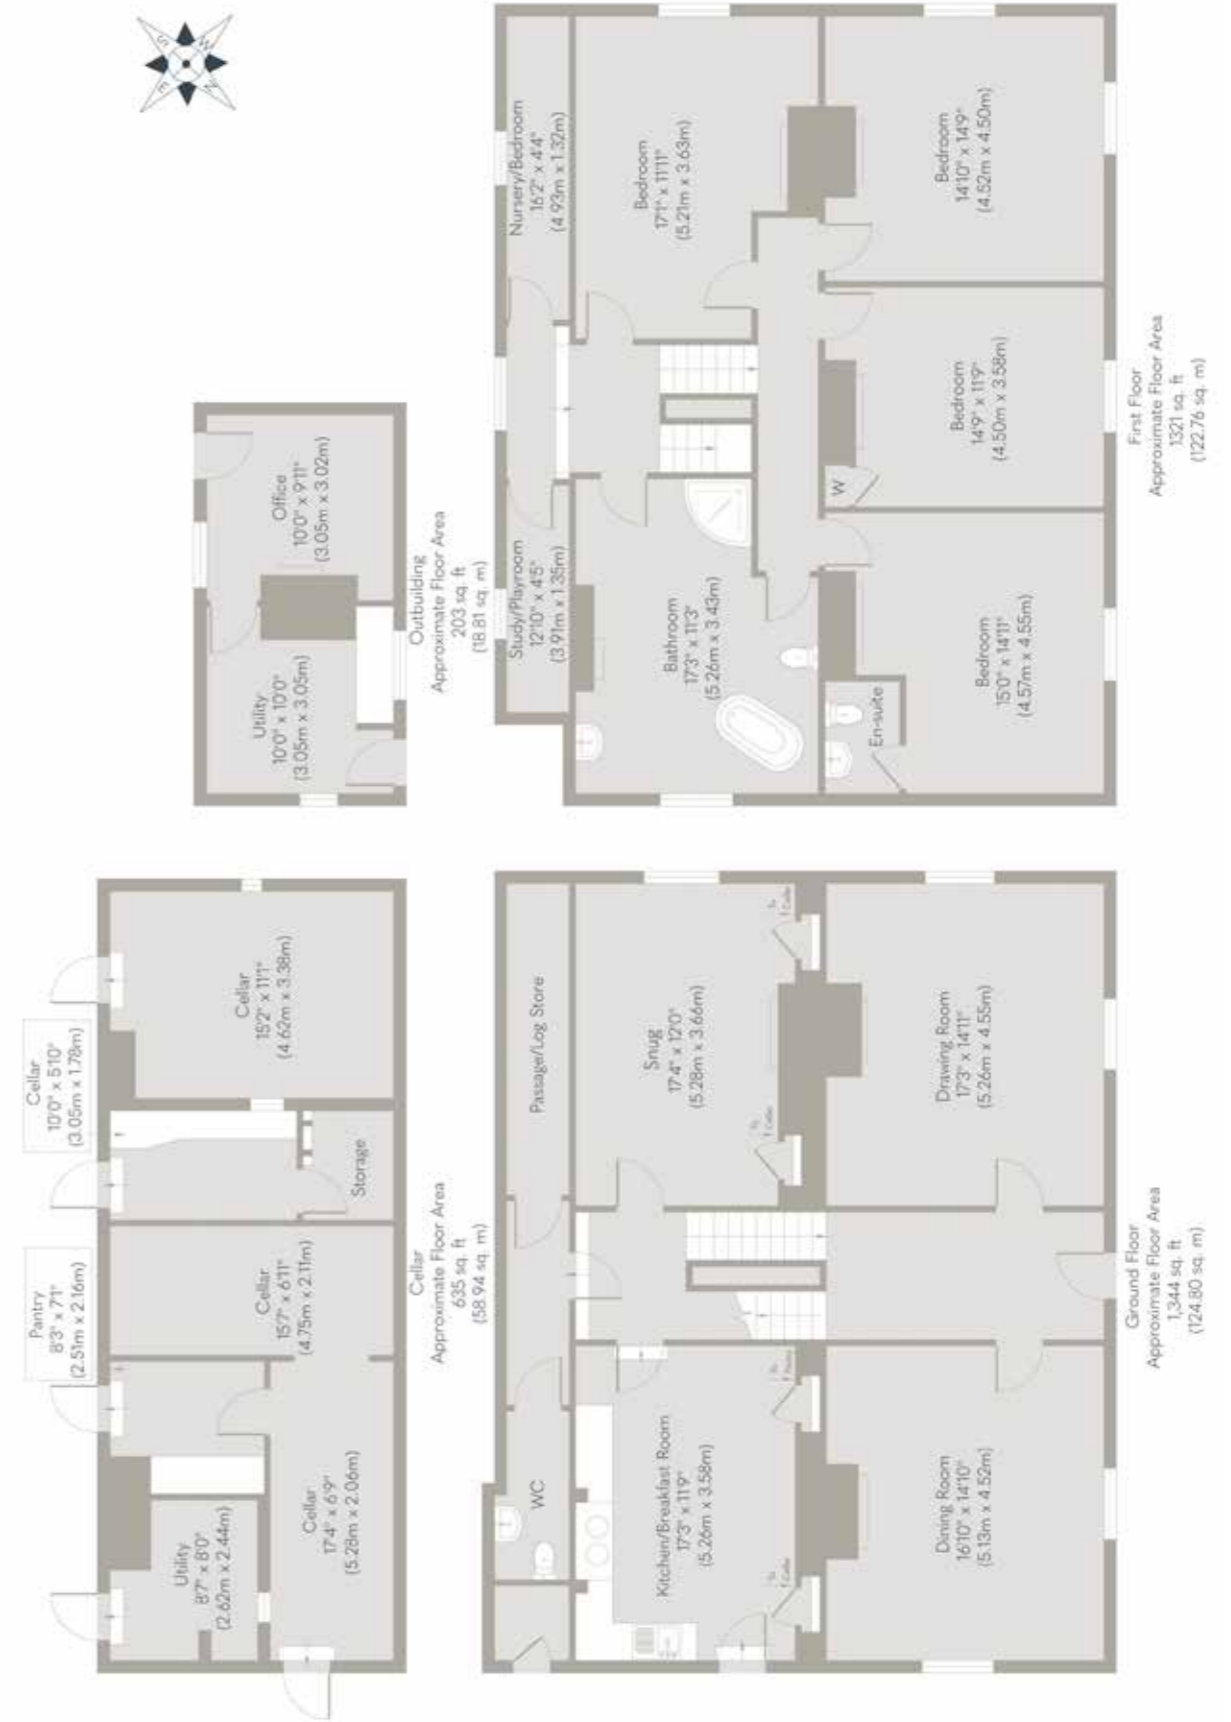 Cellar
10'0" x 5'10"
(3.05m x 1.78m)
Pantry
8'3" x 7'1"
(2.51m x 2.16m)
Utility
8'7" x 8'0"
(2.62m x 2.44m)
Cellar
17'4" x 6'9"
(5.28m x 2.06m)
Cellar
15'7" x 6'11"
(4.75m x 2.11m)
Storage
Cellar
15'2" x 11'1"
(4.62m x 3.38m)
Cellar
Approximate Floor Area
635 sq. ft
(58.94 sq. m)
Utility
10'0" x 10'0"
(3.05m x 3.05m)
Office
10'0" x 9'11"
(3.05m x 3.02m)
Outbuilding
Approximate Floor Area
203 sq. ft
(18.81 sq. m)
S
W
E
N
WC
Passage/Log Store
Kitchen/Breakfast Room
17'3" x 11'9"
(5.26m x 3.58m)
Snug
17'4" x 12'0"
(5.28m x 3.66m)
To
Cellar
To
Cellar
To
Cellar
Dining Room
16'10" x 14'10"
(5.13m x 4.52m)
Drawing Room
17'3" x 14'11"
(5.26m x 4.55m)
Ground Floor
Approximate Floor Area
1,344 sq. ft
(124.80 sq. m)
Study/Playroom
12'10" x 4'5"
(3.91m x 1.35m)
Nursery/Bedroom
16'2" x 4'4"
(4.93m x 1.32m)
Bathroom
17'3" x 11'3"
(5.26m x 3.43m)
Bedroom
17'1" x 11'11"
(5.21m x 3.63m)
En-suite
W
Bedroom
15'0" x 14'11"
(4.57m x 4.55m)
Bedroom
14'9" x 11'9"
(4.50m x 3.58m)
Bedroom
14'10" x 14'9"
(4.52m x 4.50m)
First Floor
Approximate Floor Area
1321 sq. ft
(122.76 sq. m)